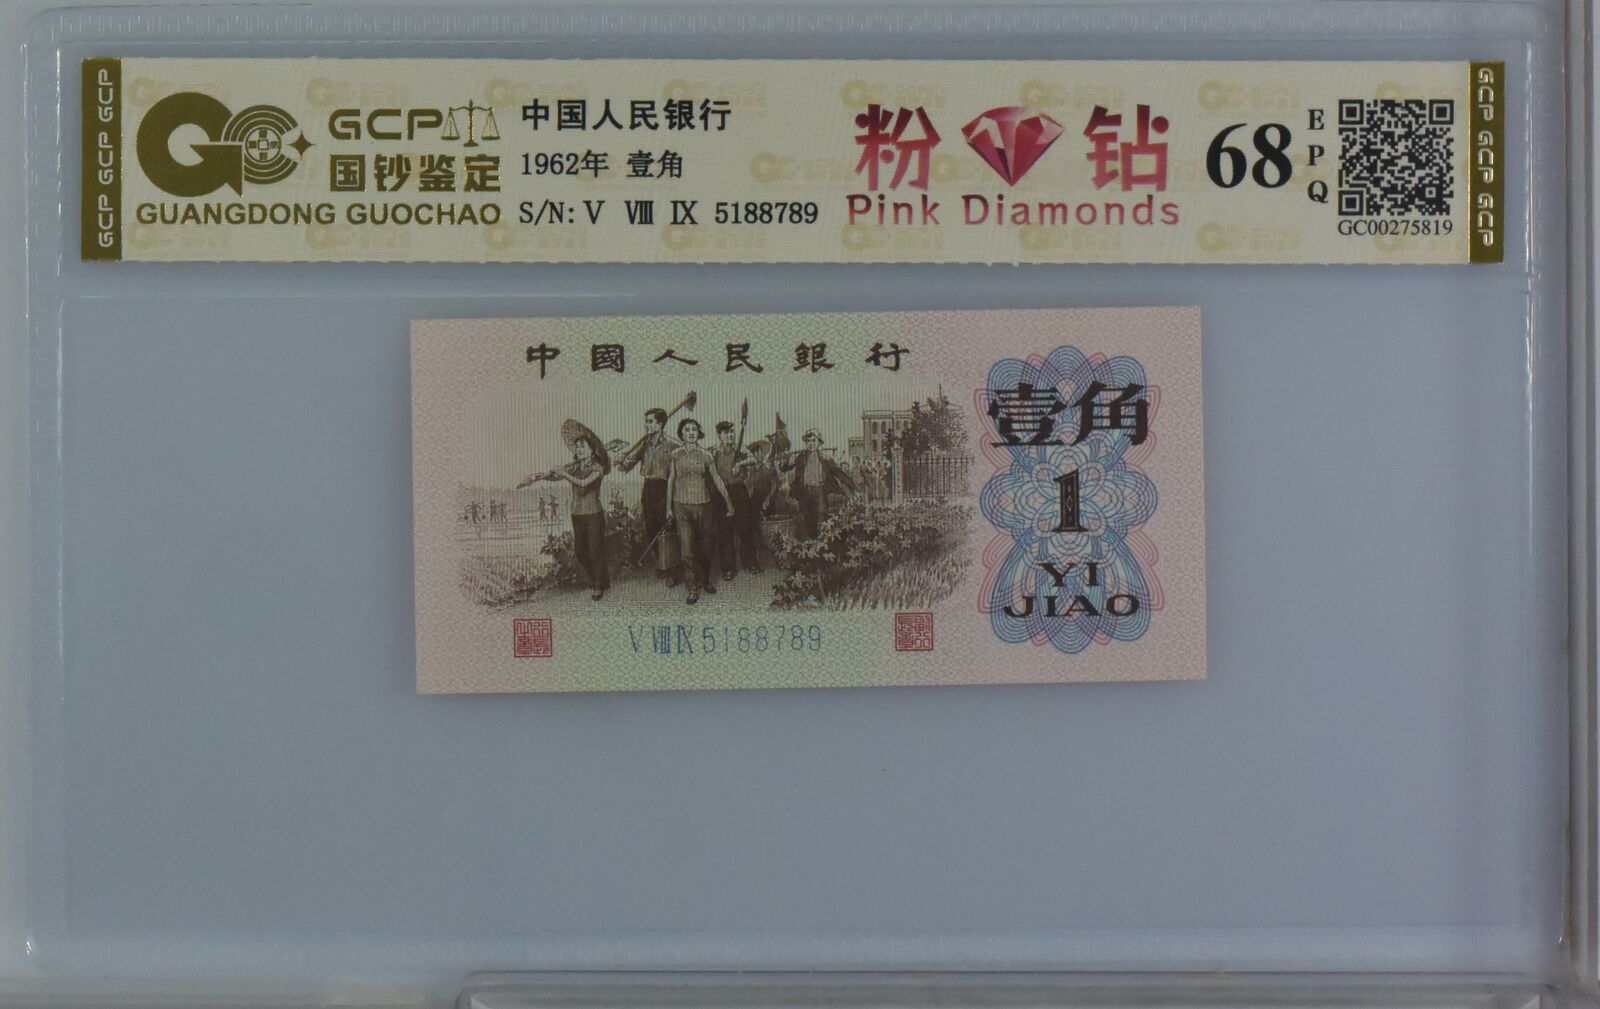 GCP GCP GCP
GCP
国钞鉴定
GUANGDONG GUOCHAO
中国人民银行
1962年 壹角
S/N: V Ⅷ Ⅸ 5188789
粉钻
Pink Diamonds
68
EPQ
GC00275819
GCP GCP GCP
中國人民銀行
壹角
1
YI
JIAO
V Ⅷ Ⅸ 5188789